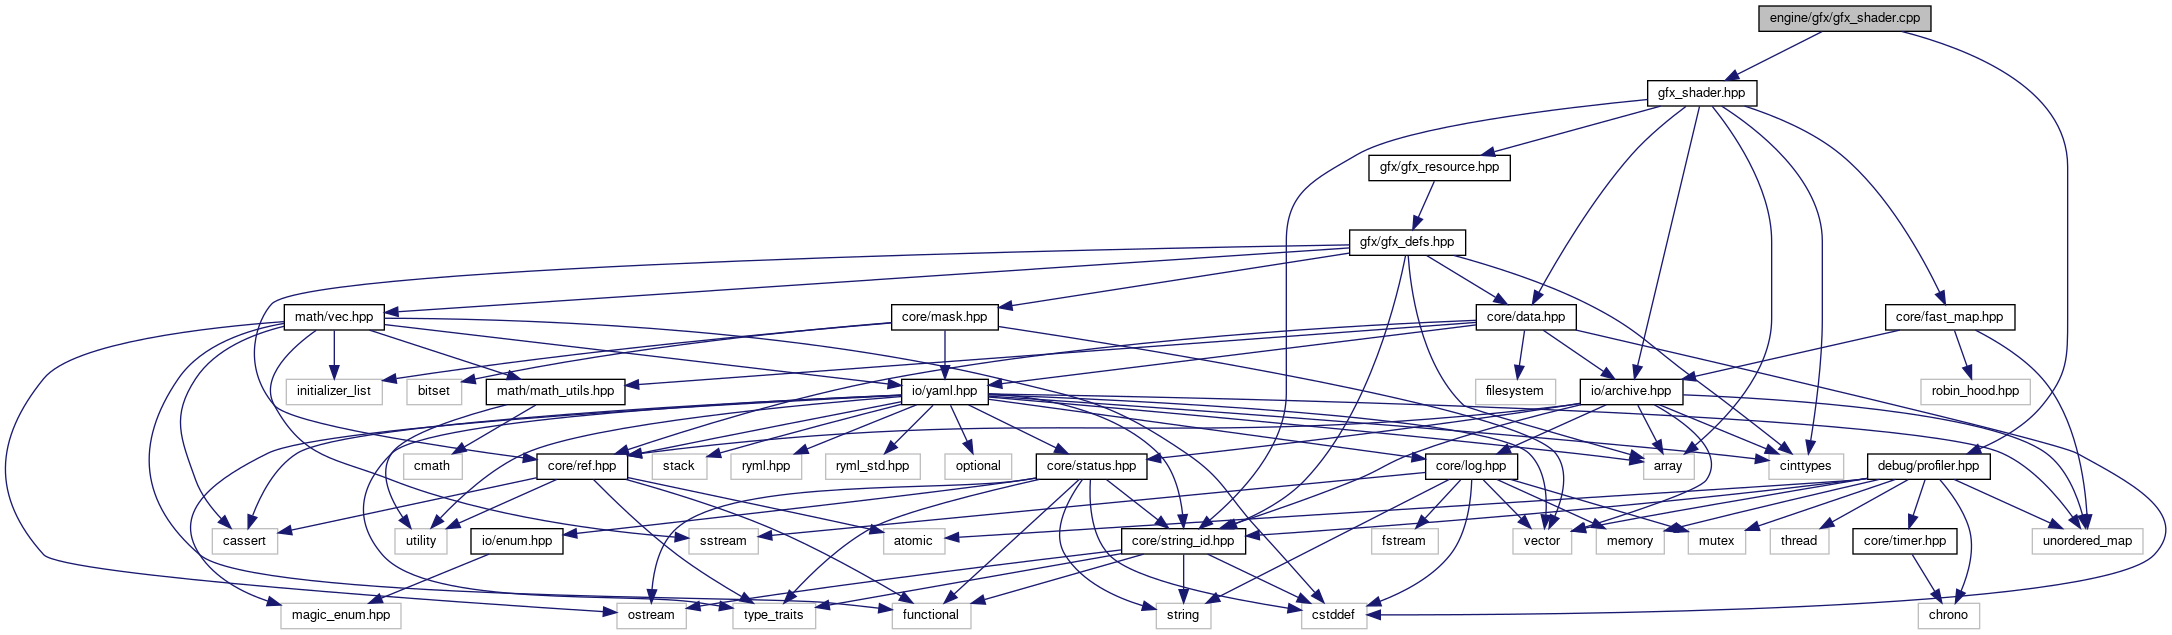 engine/gfx/gfx_shader.cpp
gfx_shader.hpp
gfx/gfx_resource.hpp
gfx/gfx_defs.hpp
math/vec.hpp
core/mask.hpp
core/data.hpp
core/fast_map.hpp
initializer_list
bitset
math/math_utils.hpp
io/yaml.hpp
filesystem
io/archive.hpp
robin_hood.hpp
cmath
core/ref.hpp
stack
ryml.hpp
ryml_std.hpp
optional
core/status.hpp
core/log.hpp
array
cinttypes
debug/profiler.hpp
cassert
utility
io/enum.hpp
sstream
atomic
core/string_id.hpp
fstream
vector
memory
mutex
thread
core/timer.hpp
unordered_map
magic_enum.hpp
ostream
type_traits
functional
string
cstddef
chrono